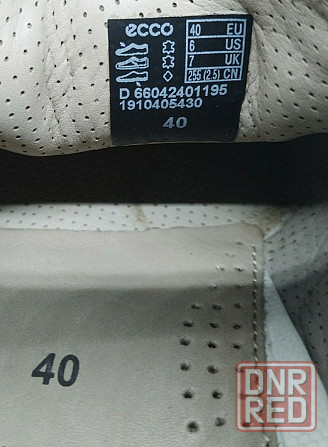 ecco
40 EU
6 US
7 UK
255 (2.5) CN
D 66042401195
1910405430
40
40
DNR
RED